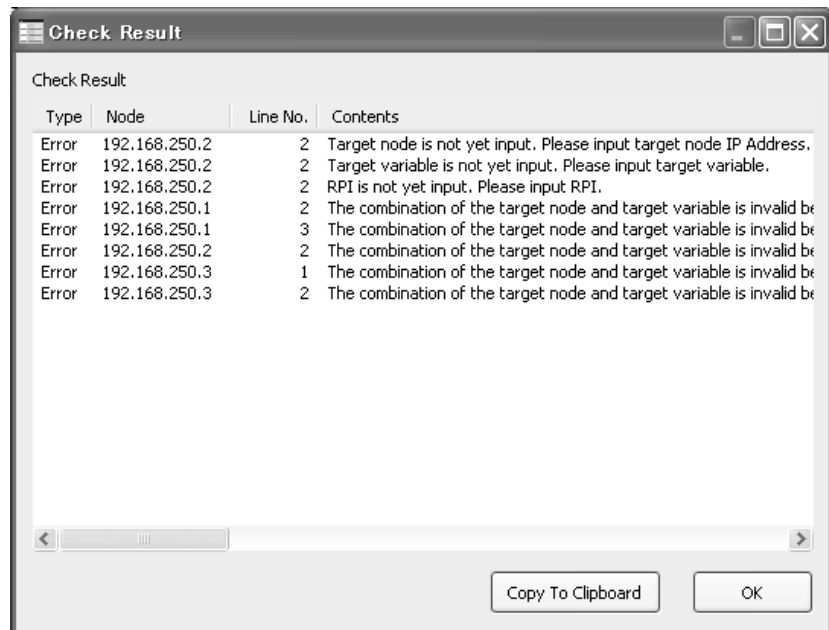 Check Result
Check Result
Type Node Line No. Contents
Error 192.168.250.2 2 Target node is not yet input. Please input target node IP Address.
Error 192.168.250.2 2 Target variable is not yet input. Please input target variable.
Error 192.168.250.2 2 RPI is not yet input. Please input RPI.
Error 192.168.250.1 2 The combination of the target node and target variable is invalid be
Error 192.168.250.1 3 The combination of the target node and target variable is invalid be
Error 192.168.250.2 2 The combination of the target node and target variable is invalid be
Error 192.168.250.3 1 The combination of the target node and target variable is invalid be
Error 192.168.250.3 2 The combination of the target node and target variable is invalid be
Copy To Clipboard OK